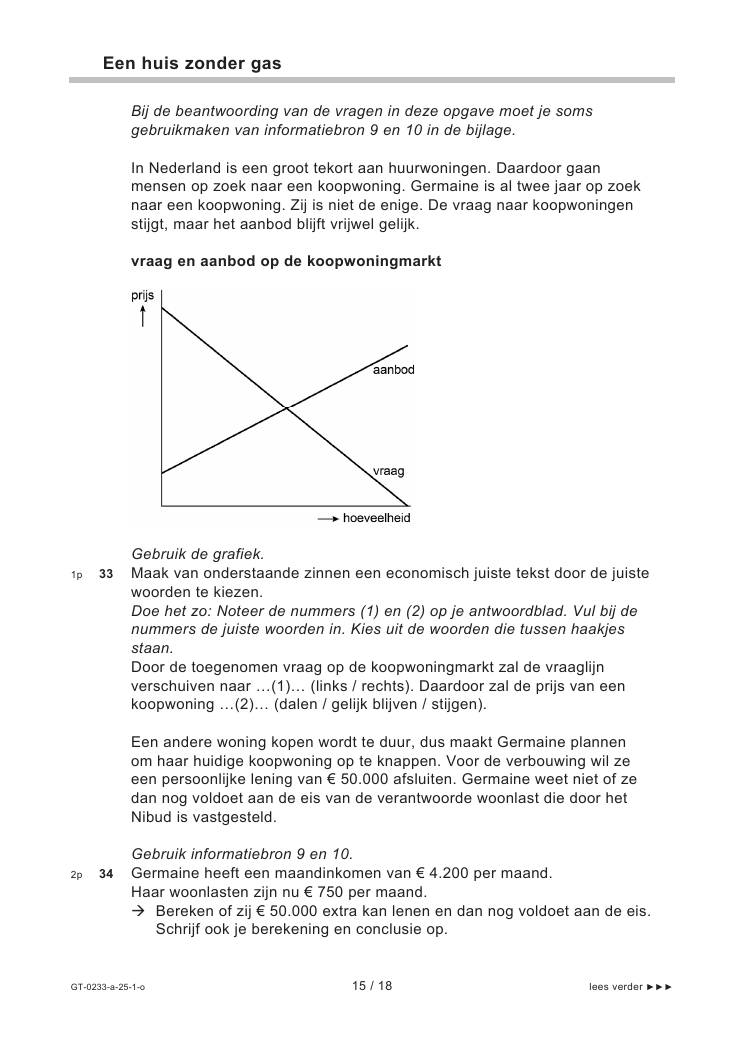 Een huis zonder gas
Bij de beantwoording van de vragen in deze opgave moet je soms
gebruikmaken van informatiebron 9 en 10 in de bijlage.
In Nederland is een groot tekort aan huurwoningen. Daardoor gaan
mensen op zoek naar een koopwoning. Germaine is al twee jaar op zoek
naar een koopwoning. Zij is niet de enige. De vraag naar koopwoningen
stijgt, maar het aanbod blijft vrijwel gelijk.
vraag en aanbod op de koopwoningmarkt
prijs
aanbod
vraag
hoeveelheid
Gebruik de grafiek.
1p 33 Maak van onderstaande zinnen een economisch juiste tekst door de juiste
woorden te kiezen.
Doe het zo: Noteer de nummers (1) en (2) op je antwoordblad. Vul bij de
nummers de juiste woorden in. Kies uit de woorden die tussen haakjes
staan.
Door de toegenomen vraag op de koopwoningmarkt zal de vraaglijn
verschuiven naar …(1)… (links / rechts). Daardoor zal de prijs van een
koopwoning …(2)… (dalen / gelijk blijven / stijgen).
Een andere woning kopen wordt te duur, dus maakt Germaine plannen
om haar huidige koopwoning op te knappen. Voor de verbouwing wil ze
een persoonlijke lening van € 50.000 afsluiten. Germaine weet niet of ze
dan nog voldoet aan de eis van de verantwoorde woonlast die door het
Nibud is vastgesteld.
Gebruik informatiebron 9 en 10.
2p 34 Germaine heeft een maandinkomen van € 4.200 per maand.
Haar woonlasten zijn nu € 750 per maand.
→ Bereken of zij € 50.000 extra kan lenen en dan nog voldoet aan de eis.
Schrijf ook je berekening en conclusie op.
GT-0233-a-25-1-o 15 / 18 lees verder ►►►